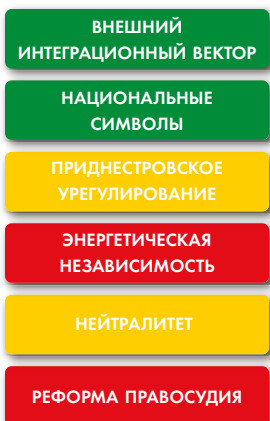 ВНЕШНИЙ
ИНТЕГРАЦИОННЫЙ ВЕКТОР
НАЦИОНАЛЬНЫЕ
СИМВОЛЫ
ПРИДНЕСТРОВСКОЕ
УРЕГУЛИРОВАНИЕ
ЭНЕРГЕТИЧЕСКАЯ
НЕЗАВИСИМОСТЬ
НЕЙТРАЛИТЕТ
РЕФОРМА ПРАВОСУДИЯ